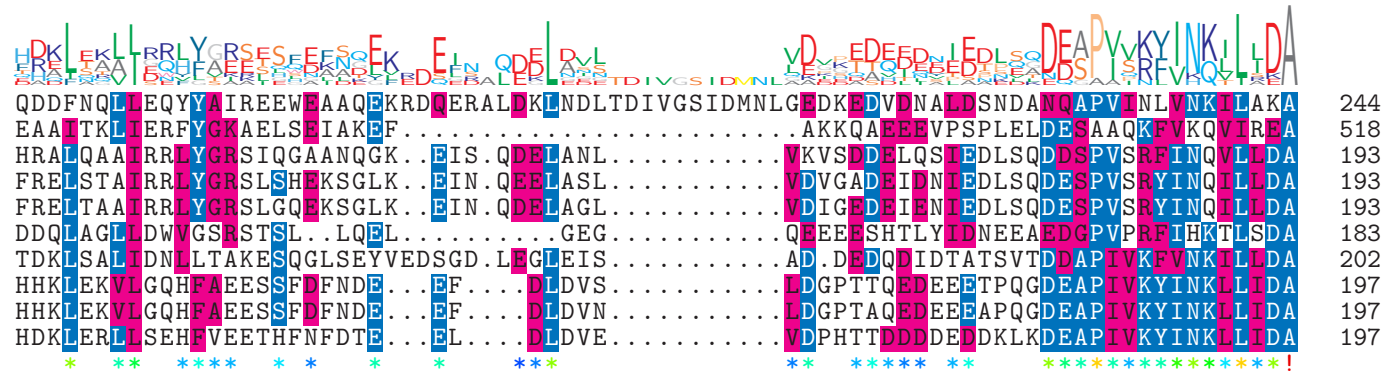 QDDFNQLLEQYYAIREEWEAAQEKRDQERALDKLNDLTDIVGSIDMNLGEDKEDVDNALDSNDANQAPVINLVNKILAKA 244
EAAITKLIERFYGKAELSEIAKEF.........................AKKQAEEEVPSPLELDESAAQKFVKQVIREA 518
HRALQAAIRRLYGRSIQGAANQGK..EIS.QDELANL...........VKVSDDELQSIEDLSQDDSPVSRFINQVLLDA 193
FRELSTAIRRLYGRSLSHEKSGLK..EIN.QEELASL...........VDVGADEIDNIEDLSQDESPVSRYINQILLDA 193
FRELTAAIRRLYGRSLGQEKSGLK..EIN.QDELAGL...........VDIGEDEIENIEDLSQDESPVSRYINQILLDA 193
DDQLAGLLDWVGSRSTSL..LQEL..........GEG...........QEEEESHTLYIDNEEAEDGPVPRFIHKTLSDA 183
TDKLSALIDNLLTAKESQGLSEYVEDSGD.LEGLEIS...........AD.DEDQDIDTATSVTDDAPIVKFVNKILLDA 202
HHKLEKVLGQHFAEESSFDFNDE...EF....DLDVS...........LDGPTTQEDEEETPQGDEAPIVKYINKLLIDA 197
HHKLEKVLGQHFAEESSFDFNDE...EF....DLDVN...........LDGPTAQEDEEEAPQGDEAPIVKYINKLLIDA 197
HDKLERLLSEHFVEETHFNFDTE...EL....DLDVE...........VDPHTTDDDDEDDKLKDEAPIVKYINKLLIDA 197
* ** **** * * * * *** ** ***** ** ***************!